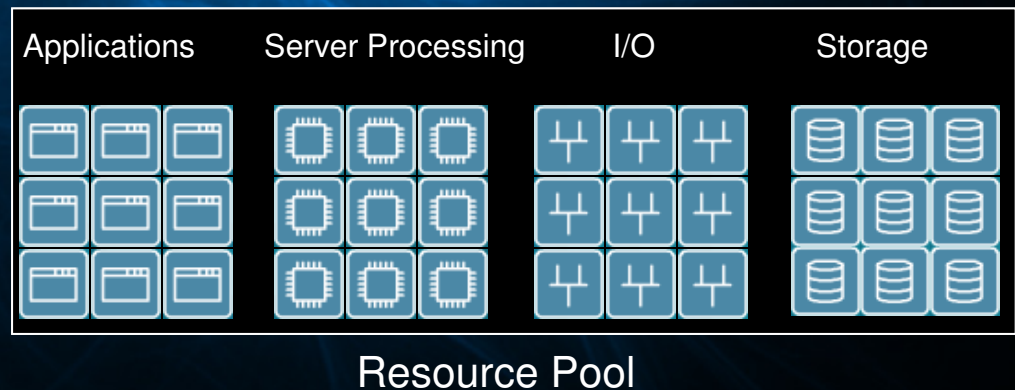 Applications Server Processing I/O Storage
Resource Pool